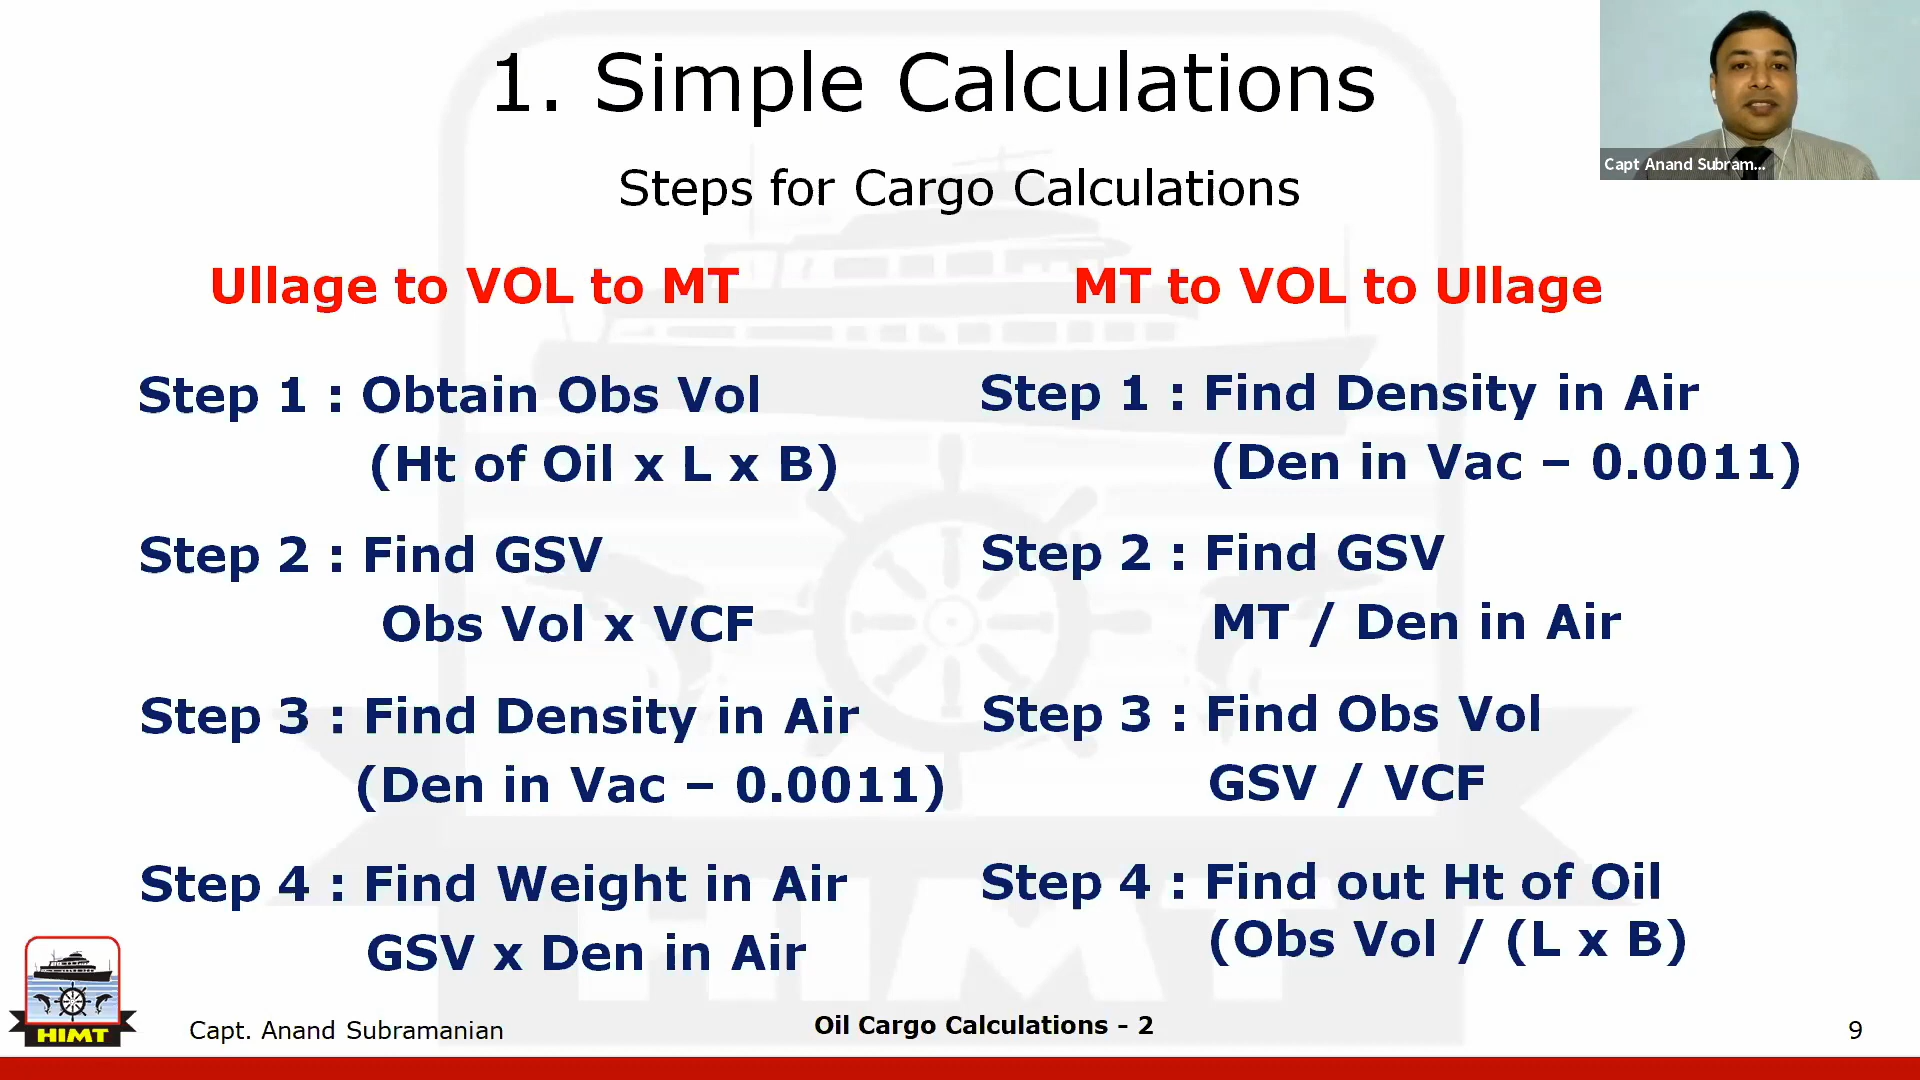 1. Simple Calculations
Capt Anand Subram...
Steps for Cargo Calculations
Ullage to VOL to MT
Step 1 : Obtain Obs Vol
(Ht of Oil x L x B)
Step 2 : Find GSV
Obs Vol x VCF
Step 3 : Find Density in Air
(Den in Vac – 0.0011)
Step 4 : Find Weight in Air
GSV x Den in Air
MT to VOL to Ullage
Step 1 : Find Density in Air
(Den in Vac – 0.0011)
Step 2 : Find GSV
MT / Den in Air
Step 3 : Find Obs Vol
GSV / VCF
Step 4 : Find out Ht of Oil
(Obs Vol / (L x B)
HIMT
HIMT
Capt. Anand Subramanian
Oil Cargo Calculations - 2
9